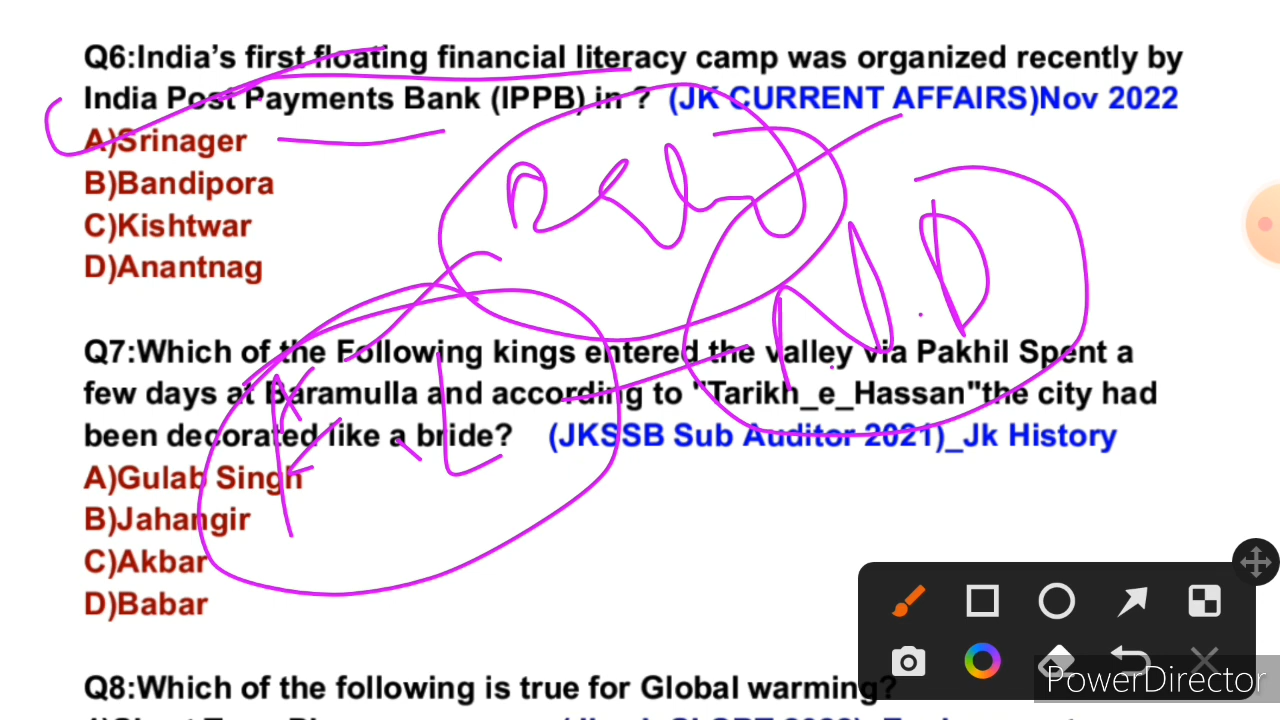 Q6:India's first floating financial literacy camp was organized recently by
India Post Payments Bank (IPPB) in ? (JK CURRENT AFFAIRS)Nov 2022
A)Srinager
B)Bandipora
C)Kishtwar
D)Anantnag
N.D
Q7:Which of the Following kings entered the valley via Pakhil Spent a
few days at Baramulla and according to "Tarikh_e_Hassan"the city had
been decorated like a bride? (JKSSB Sub Auditor 2021)_Jk History
K.L
A)Gulab Singh
B)Jahangir
C)Akbar
D)Babar
Q8:Which of the following is true for Global warming?
PowerDirector